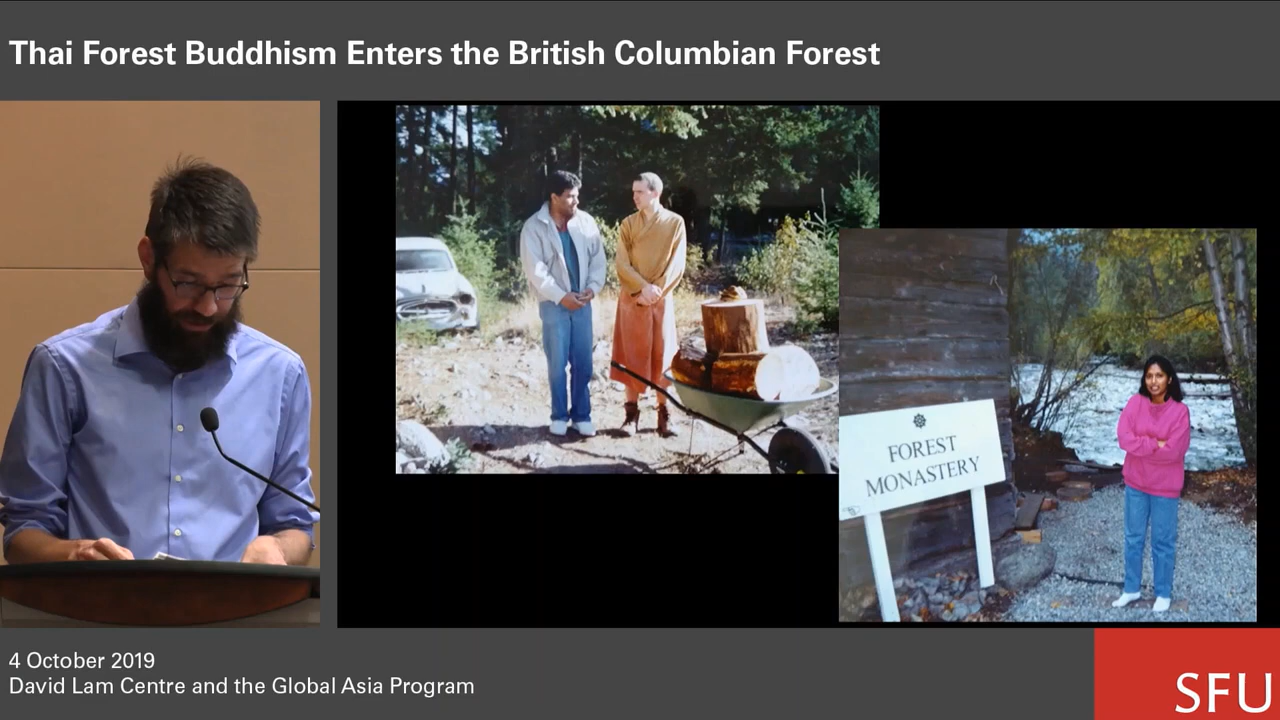 Thai Forest Buddhism Enters the British Columbian Forest
FOREST
MONASTERY
4 October 2019
David Lam Centre and the Global Asia Program
SFU